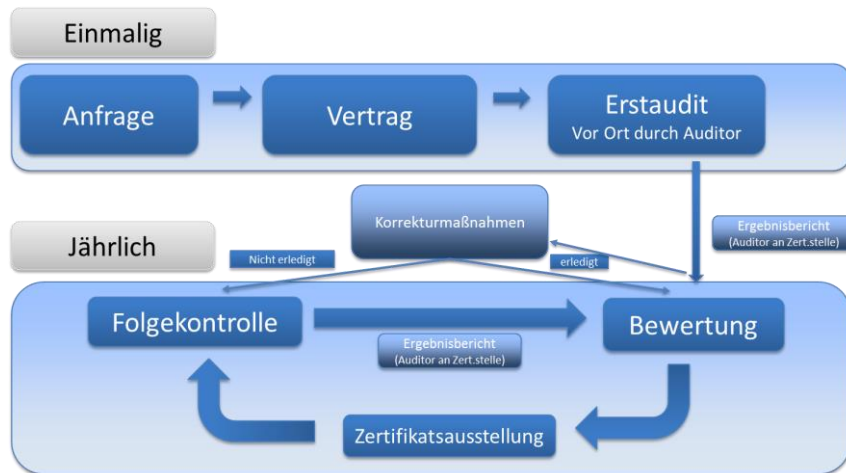 Einmalig
Anfrage
Vertrag
Erstaudit
Vor Ort durch Auditor
Korrekturmaßnahmen
Ergebnisbericht
(Auditor an Zert.stelle)
Jährlich
Nicht erledigt
erledigt
Folgekontrolle
Bewertung
Ergebnisbericht
(Auditor an Zert.stelle)
Zertifikatsausstellung